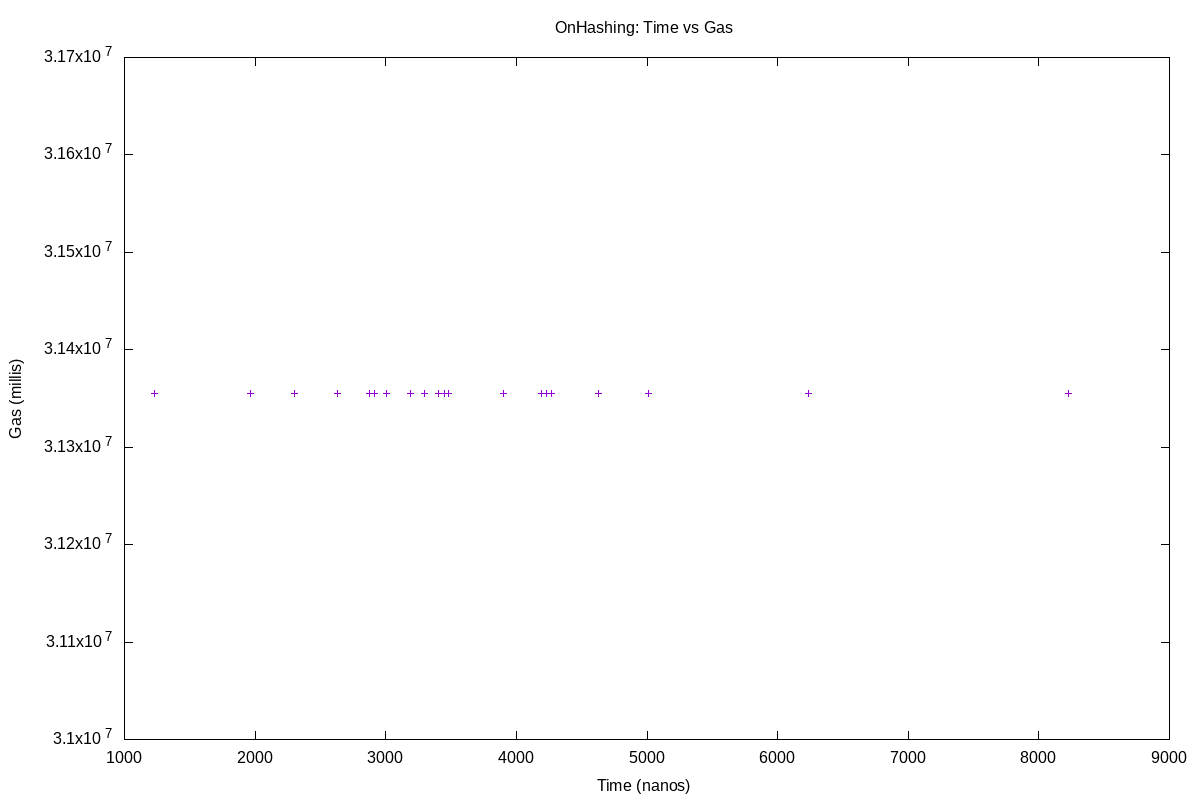 OnHashing: Time vs Gas
3.17x10 7
3.16x10 7
3.15x10 7
3.14x10 7
3.13x10 7
3.12x10 7
3.11x10 7
3.1x10 7
Gas (millis)
1000 2000 3000 4000 5000 6000 7000 8000 9000
Time (nanos)